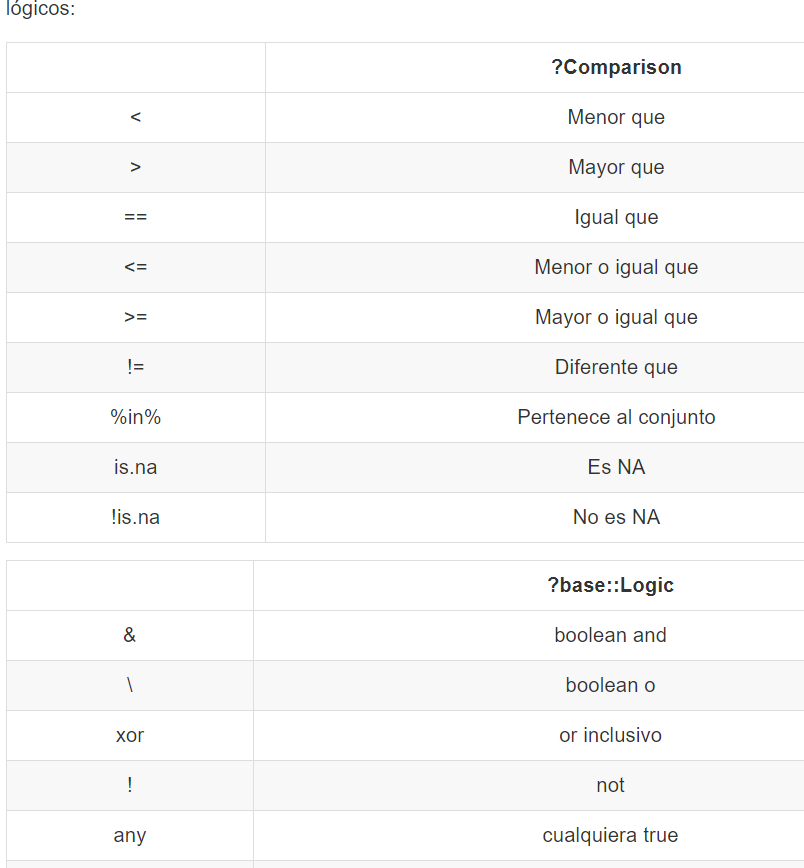 lógicos:
?Comparison
< Menor que
> Mayor que
== Igual que
<= Menor o igual que
>= Mayor o igual que
!= Diferente que
%in% Pertenece al conjunto
is.na Es NA
!is.na No es NA
?base::Logic
& boolean and
\ boolean o
xor or inclusivo
! not
any cualquiera true